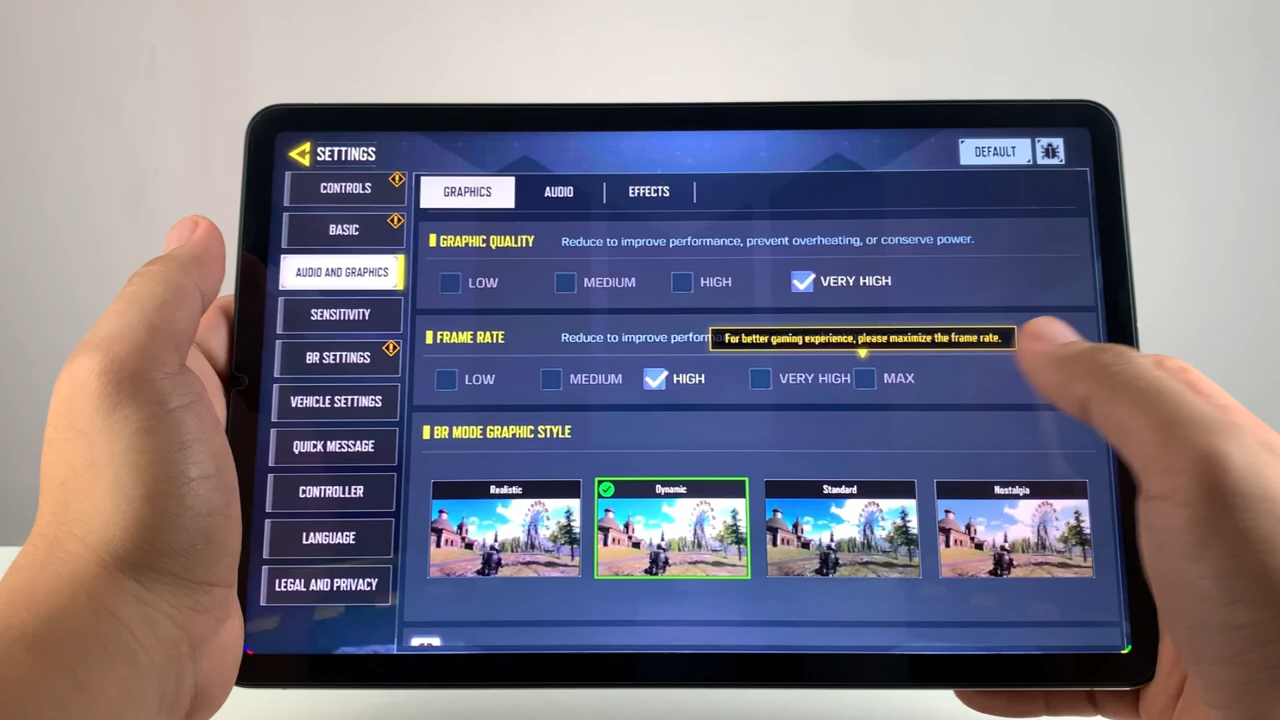 SETTINGS
DEFAULT
CONTROLS
BASIC
AUDIO AND GRAPHICS
SENSITIVITY
BR SETTINGS
VEHICLE SETTINGS
QUICK MESSAGE
CONTROLLER
LANGUAGE
LEGAL AND PRIVACY
GRAPHICS
AUDIO
EFFECTS
GRAPHIC QUALITY
Reduce to improve performance, prevent overheating, or conserve power.
LOW
MEDIUM
HIGH
VERY HIGH
FRAME RATE
Reduce to improve perform
For better gaming experience, please maximize the frame rate.
LOW
MEDIUM
HIGH
VERY HIGH
MAX
BR MODE GRAPHIC STYLE
Realistic
Dynamic
Standard
Nostalgia